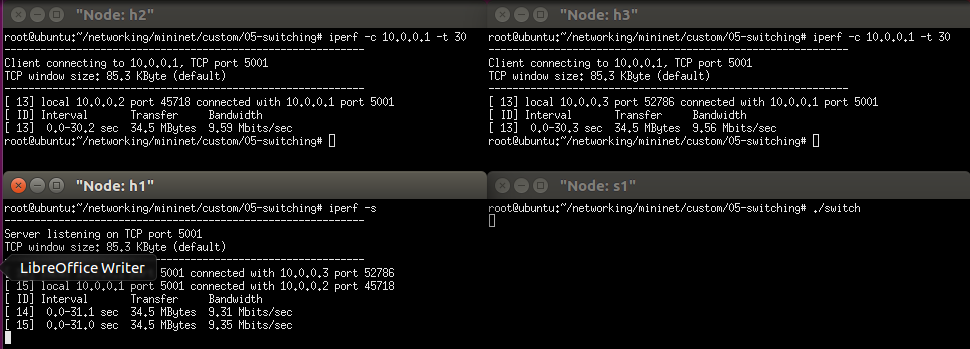 "Node: h2"
root@ubuntu:~/networking/mininet/custom/05-switching# iperf -c 10.0.0.1 -t 30
------------------------------------------------------------
Client connecting to 10.0.0.1, TCP port 5001
TCP window size: 85.3 KByte (default)
------------------------------------------------------------
[ 13] local 10.0.0.2 port 45718 connected with 10.0.0.1 port 5001
[ ID] Interval Transfer Bandwidth
[ 13] 0.0-30.2 sec 34.5 MBytes 9.59 Mbits/sec
root@ubuntu:~/networking/mininet/custom/05-switching#
"Node: h3"
root@ubuntu:~/networking/mininet/custom/05-switching# iperf -c 10.0.0.1 -t 30
------------------------------------------------------------
Client connecting to 10.0.0.1, TCP port 5001
TCP window size: 85.3 KByte (default)
------------------------------------------------------------
[ 13] local 10.0.0.3 port 52786 connected with 10.0.0.1 port 5001
[ ID] Interval Transfer Bandwidth
[ 13] 0.0-30.3 sec 34.5 MBytes 9.56 Mbits/sec
root@ubuntu:~/networking/mininet/custom/05-switching#
"Node: h1"
root@ubuntu:~/networking/mininet/custom/05-switching# iperf -s
------------------------------------------------------------
Server listening on TCP port 5001
TCP window size: 85.3 KByte (default)
------------------------------------------------------------
LibreOffice Writer
5001 connected with 10.0.0.3 port 52786
[ 15] local 10.0.0.1 port 5001 connected with 10.0.0.2 port 45718
[ ID] Interval Transfer Bandwidth
[ 14] 0.0-31.1 sec 34.5 MBytes 9.31 Mbits/sec
[ 15] 0.0-31.0 sec 34.5 MBytes 9.35 Mbits/sec
"Node: s1"
root@ubuntu:~/networking/mininet/custom/05-switching# ./switch